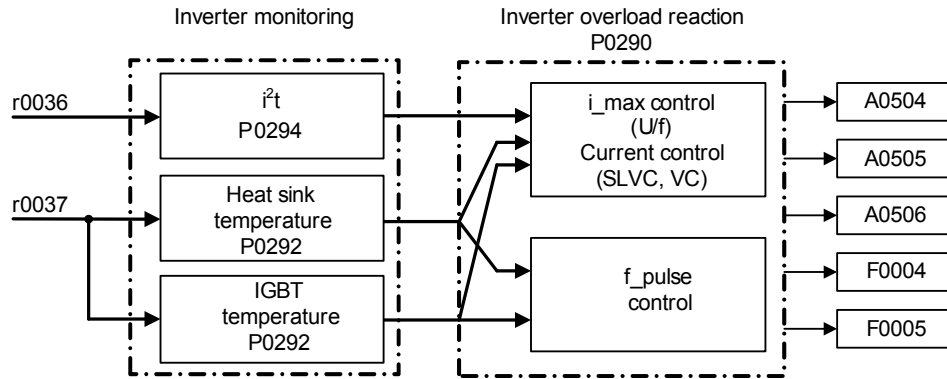 Inverter monitoring
Inverter overload reaction
P0290
r0036
i²t
P0294
r0037
Heat sink
temperature
P0292
IGBT
temperature
P0292
i_max control
(U/f)
Current control
(SLVC, VC)
f_pulse
control
A0504
A0505
A0506
F0004
F0005